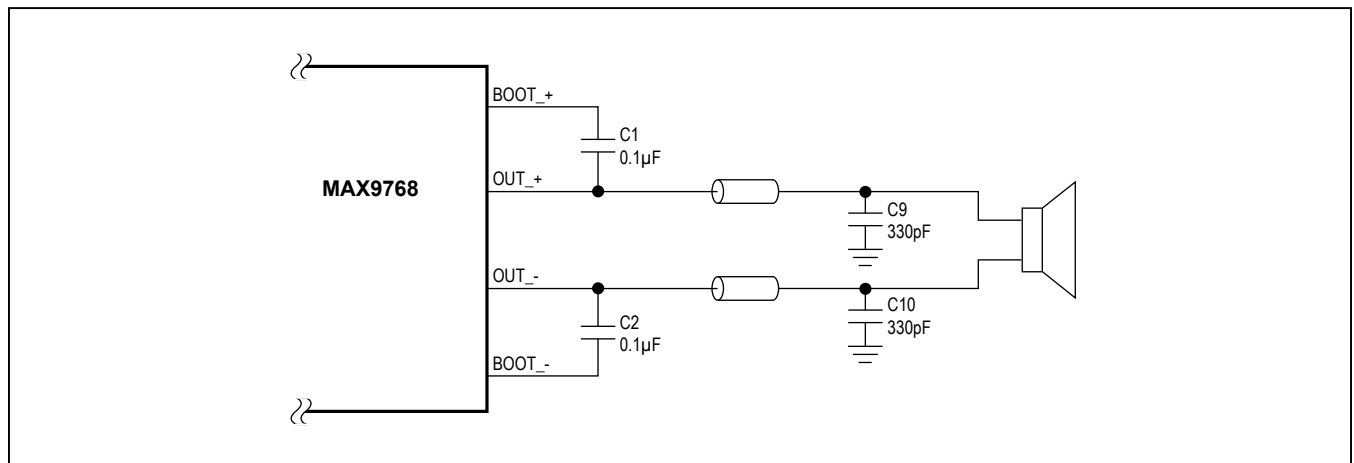 BOOT_+
C1
0.1µF
MAX9768
OUT_+
C9
330pF
OUT_-
C10
330pF
C2
0.1µF
BOOT_-